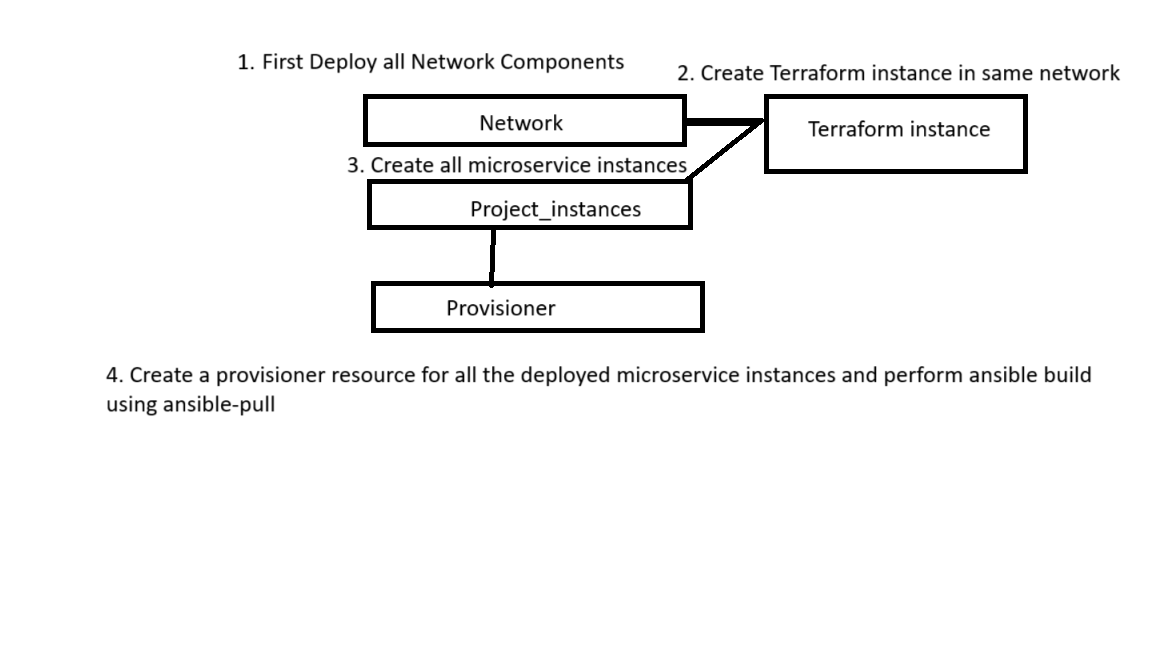 1. First Deploy all Network Components
2. Create Terraform instance in same network
Network
Terraform instance
3. Create all microservice instances
Project_instances
Provisioner
4. Create a provisioner resource for all the deployed microservice instances and perform ansible build
using ansible-pull